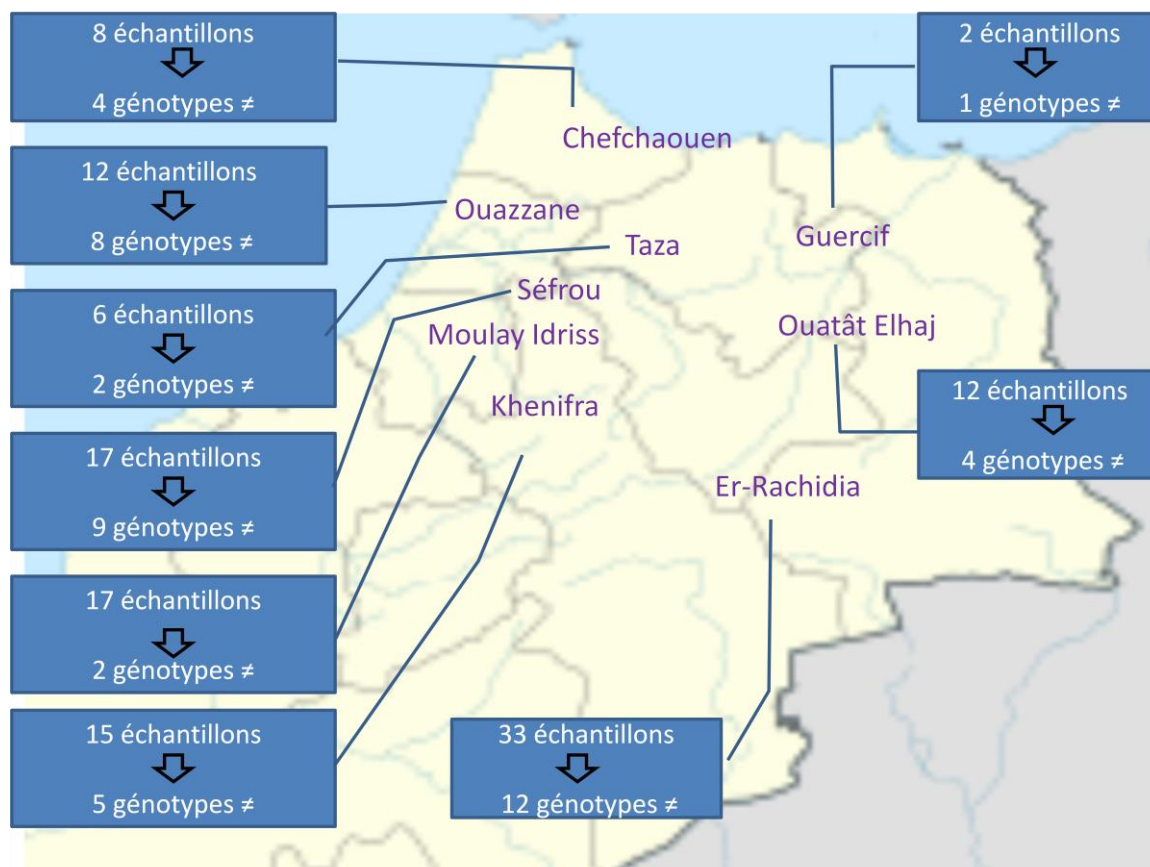 8 échantillons
4 génotypes ≠
2 échantillons
1 génotypes ≠
Chefchaouen
12 échantillons
8 génotypes ≠
Ouazzane
Taza
Guercif
6 échantillons
2 génotypes ≠
Séfrou
Moulay Idriss
Ouatât Elhaj
Khenifra
12 échantillons
4 génotypes ≠
17 échantillons
9 génotypes ≠
Er-Rachidia
17 échantillons
2 génotypes ≠
15 échantillons
5 génotypes ≠
33 échantillons
12 génotypes ≠